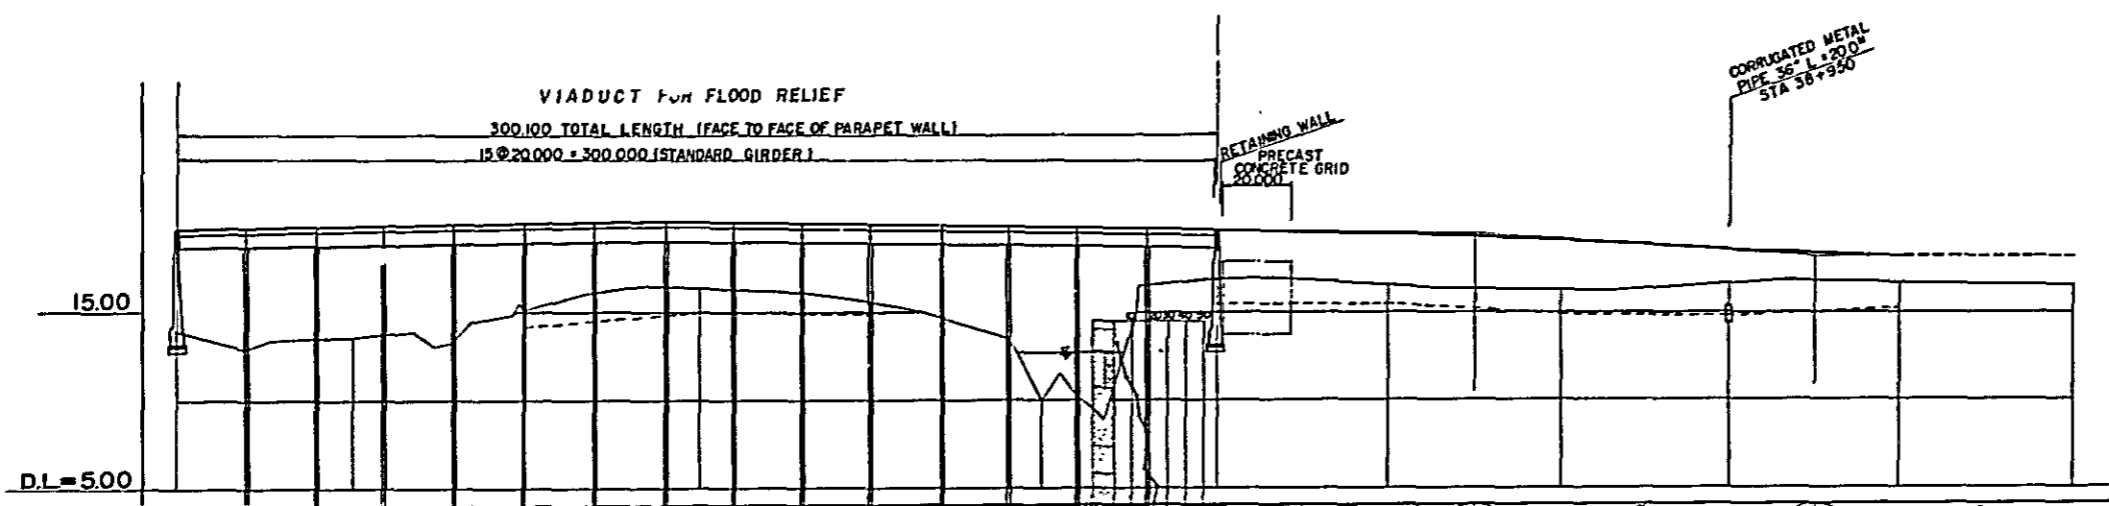 VIADUCT FOR FLOOD RELIEF
300.100 TOTAL LENGTH (FACE TO FACE OF PARAPET WALL)
15@20.000 = 300.000 (STANDARD GIRDER)
RETAINING WALL
PRECAST
CONCRETE GRID
20.000
CORRUGATED METAL
PIPE 36" L=20.0M
STA 38+950
15.00
D.L=5.00